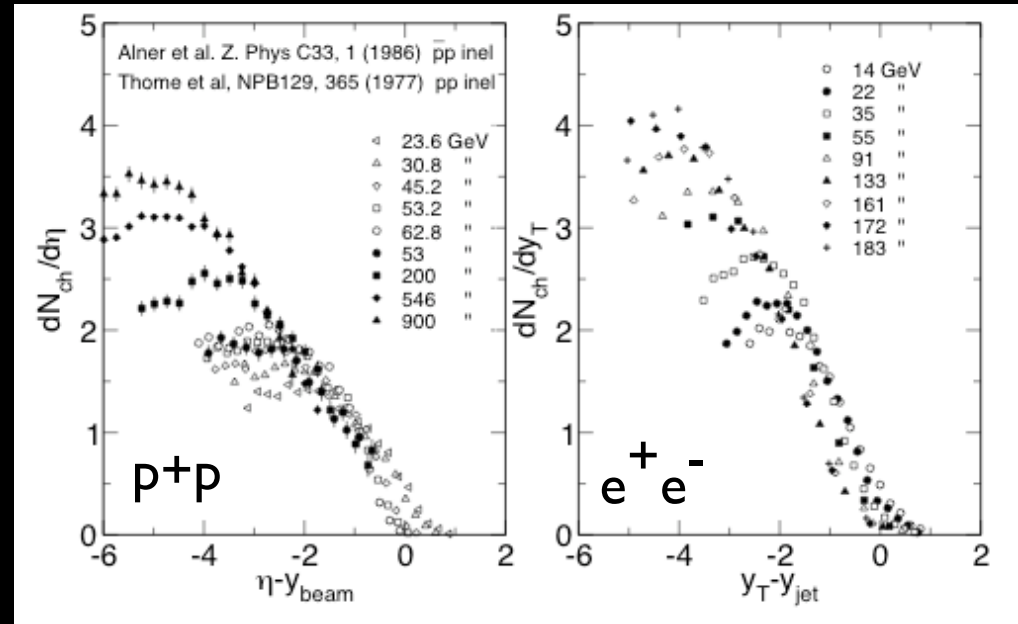 Alner et al. Z. Phys C33, 1 (1986) p̄p inel
Thome et al, NPB129, 365 (1977) pp inel
23.6 GeV
30.8 "
45.2 "
53.2 "
62.8 "
53 "
200 "
546 "
900 "
dN_ch/dη
5
4
3
2
1
0
-6 -4 -2 0 2
η-y_beam
p+p
14 GeV
22 "
35 "
55 "
91 "
133 "
161 "
172 "
183 "
dN_ch/dy_T
5
4
3
2
1
0
-6 -4 -2 0 2
y_T-y_jet
e⁺e⁻